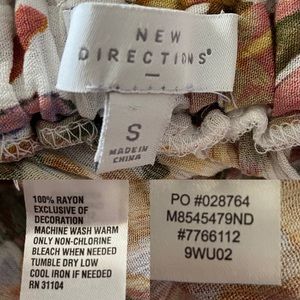 NEW
DIRECTIONS®
S
MADE IN
CHINA
100% RAYON
EXCLUSIVE OF
DECORATION
MACHINE WASH WARM
ONLY NON-CHLORINE
BLEACH WHEN NEEDED
TUMBLE DRY LOW
COOL IRON IF NEEDED
RN 31104
PO #028764
M8545479ND
#7766112
9WU02